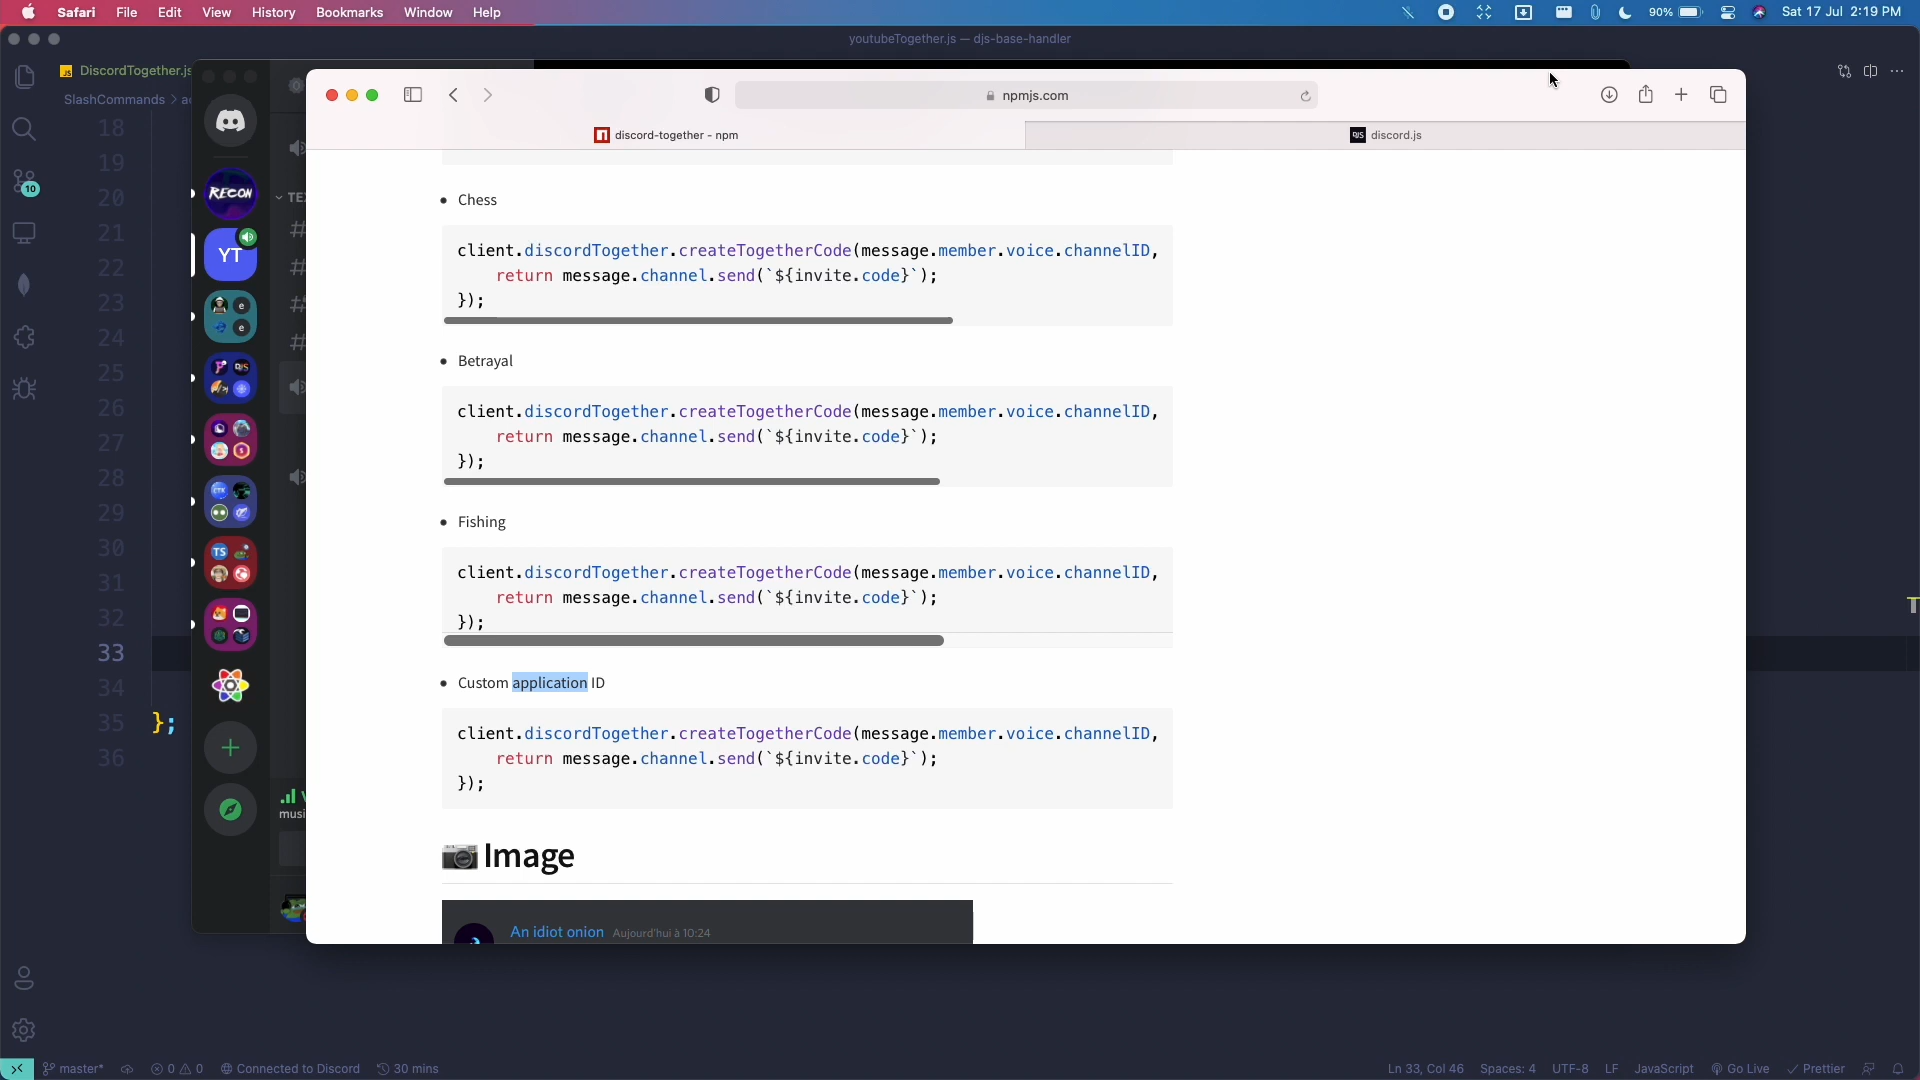 Safari File Edit View History Bookmarks Window Help 90% Sat 17 Jul 2:19 PM
youtubeTogether.js — djs-base-handler
JS DiscordTogether.js
SlashCommands >
npmjs.com
discord-together - npm
discord.js
10
18
19
20
21
22
23
24
25
26
27
28
29
30
31
32
33
34
35 };
36
RECON
YT
TS
musi
Chess
client.discordTogether.createTogetherCode(message.member.voice.channelID,
return message.channel.send(`${invite.code}`);
});
Betrayal
client.discordTogether.createTogetherCode(message.member.voice.channelID,
return message.channel.send(`${invite.code}`);
});
Fishing
client.discordTogether.createTogetherCode(message.member.voice.channelID,
return message.channel.send(`${invite.code}`);
});
Custom application ID
client.discordTogether.createTogetherCode(message.member.voice.channelID,
return message.channel.send(`${invite.code}`);
});
Image
An idiot onion Aujourd'hui à 10:24
master* 0 0 Connected to Discord 30 mins Ln 33, Col 46 Spaces: 4 UTF-8 LF JavaScript Go Live Prettier